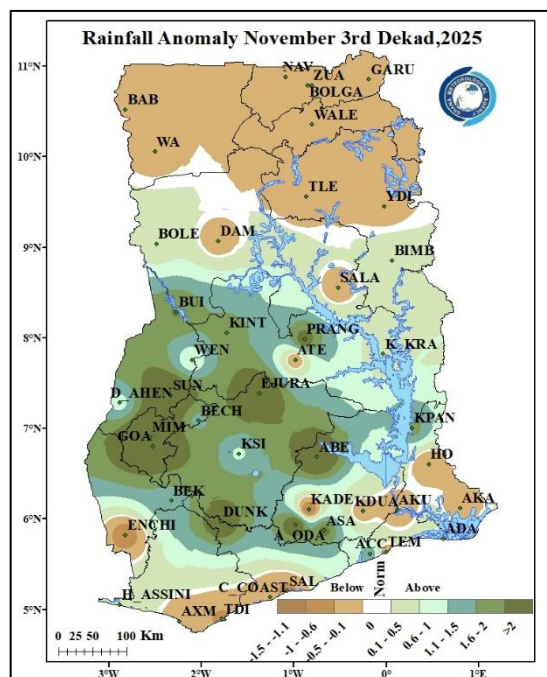 Rainfall Anomaly November 3rd Dekad,2025
11°N
NAV
ZUA
GARU
BOLGA
BAB
WALE
10°N
WA
TLE
YDI
9°N
BOLE
DAM
BIMB
SALA
BUI
8°N
KINT
PRANG
WEN
ATE
K_KRA
D_AHEN
SUN
EJURA
7°N
BECH
KPAN
GOA
MIM
KSI
ABE
HO
BEK
KADE
KDUA
AKU
AKA
6°N
DUNK
ENCHI
A_ODA
ASA
ADA
ACC
TEM
H_ASSINI
C_COAST
SAL
5°N
AXM
TDI
Below
Norm
Above
-1.5 - -1.1
-1 - -0.6
-0.5 - -0.1
0
0.1 - 0.5
0.6 - 1
1.1 - 1.5
1.6 - 2
>2
0 25 50 100 Km
3°W
2°W
1°W
0°
1°E